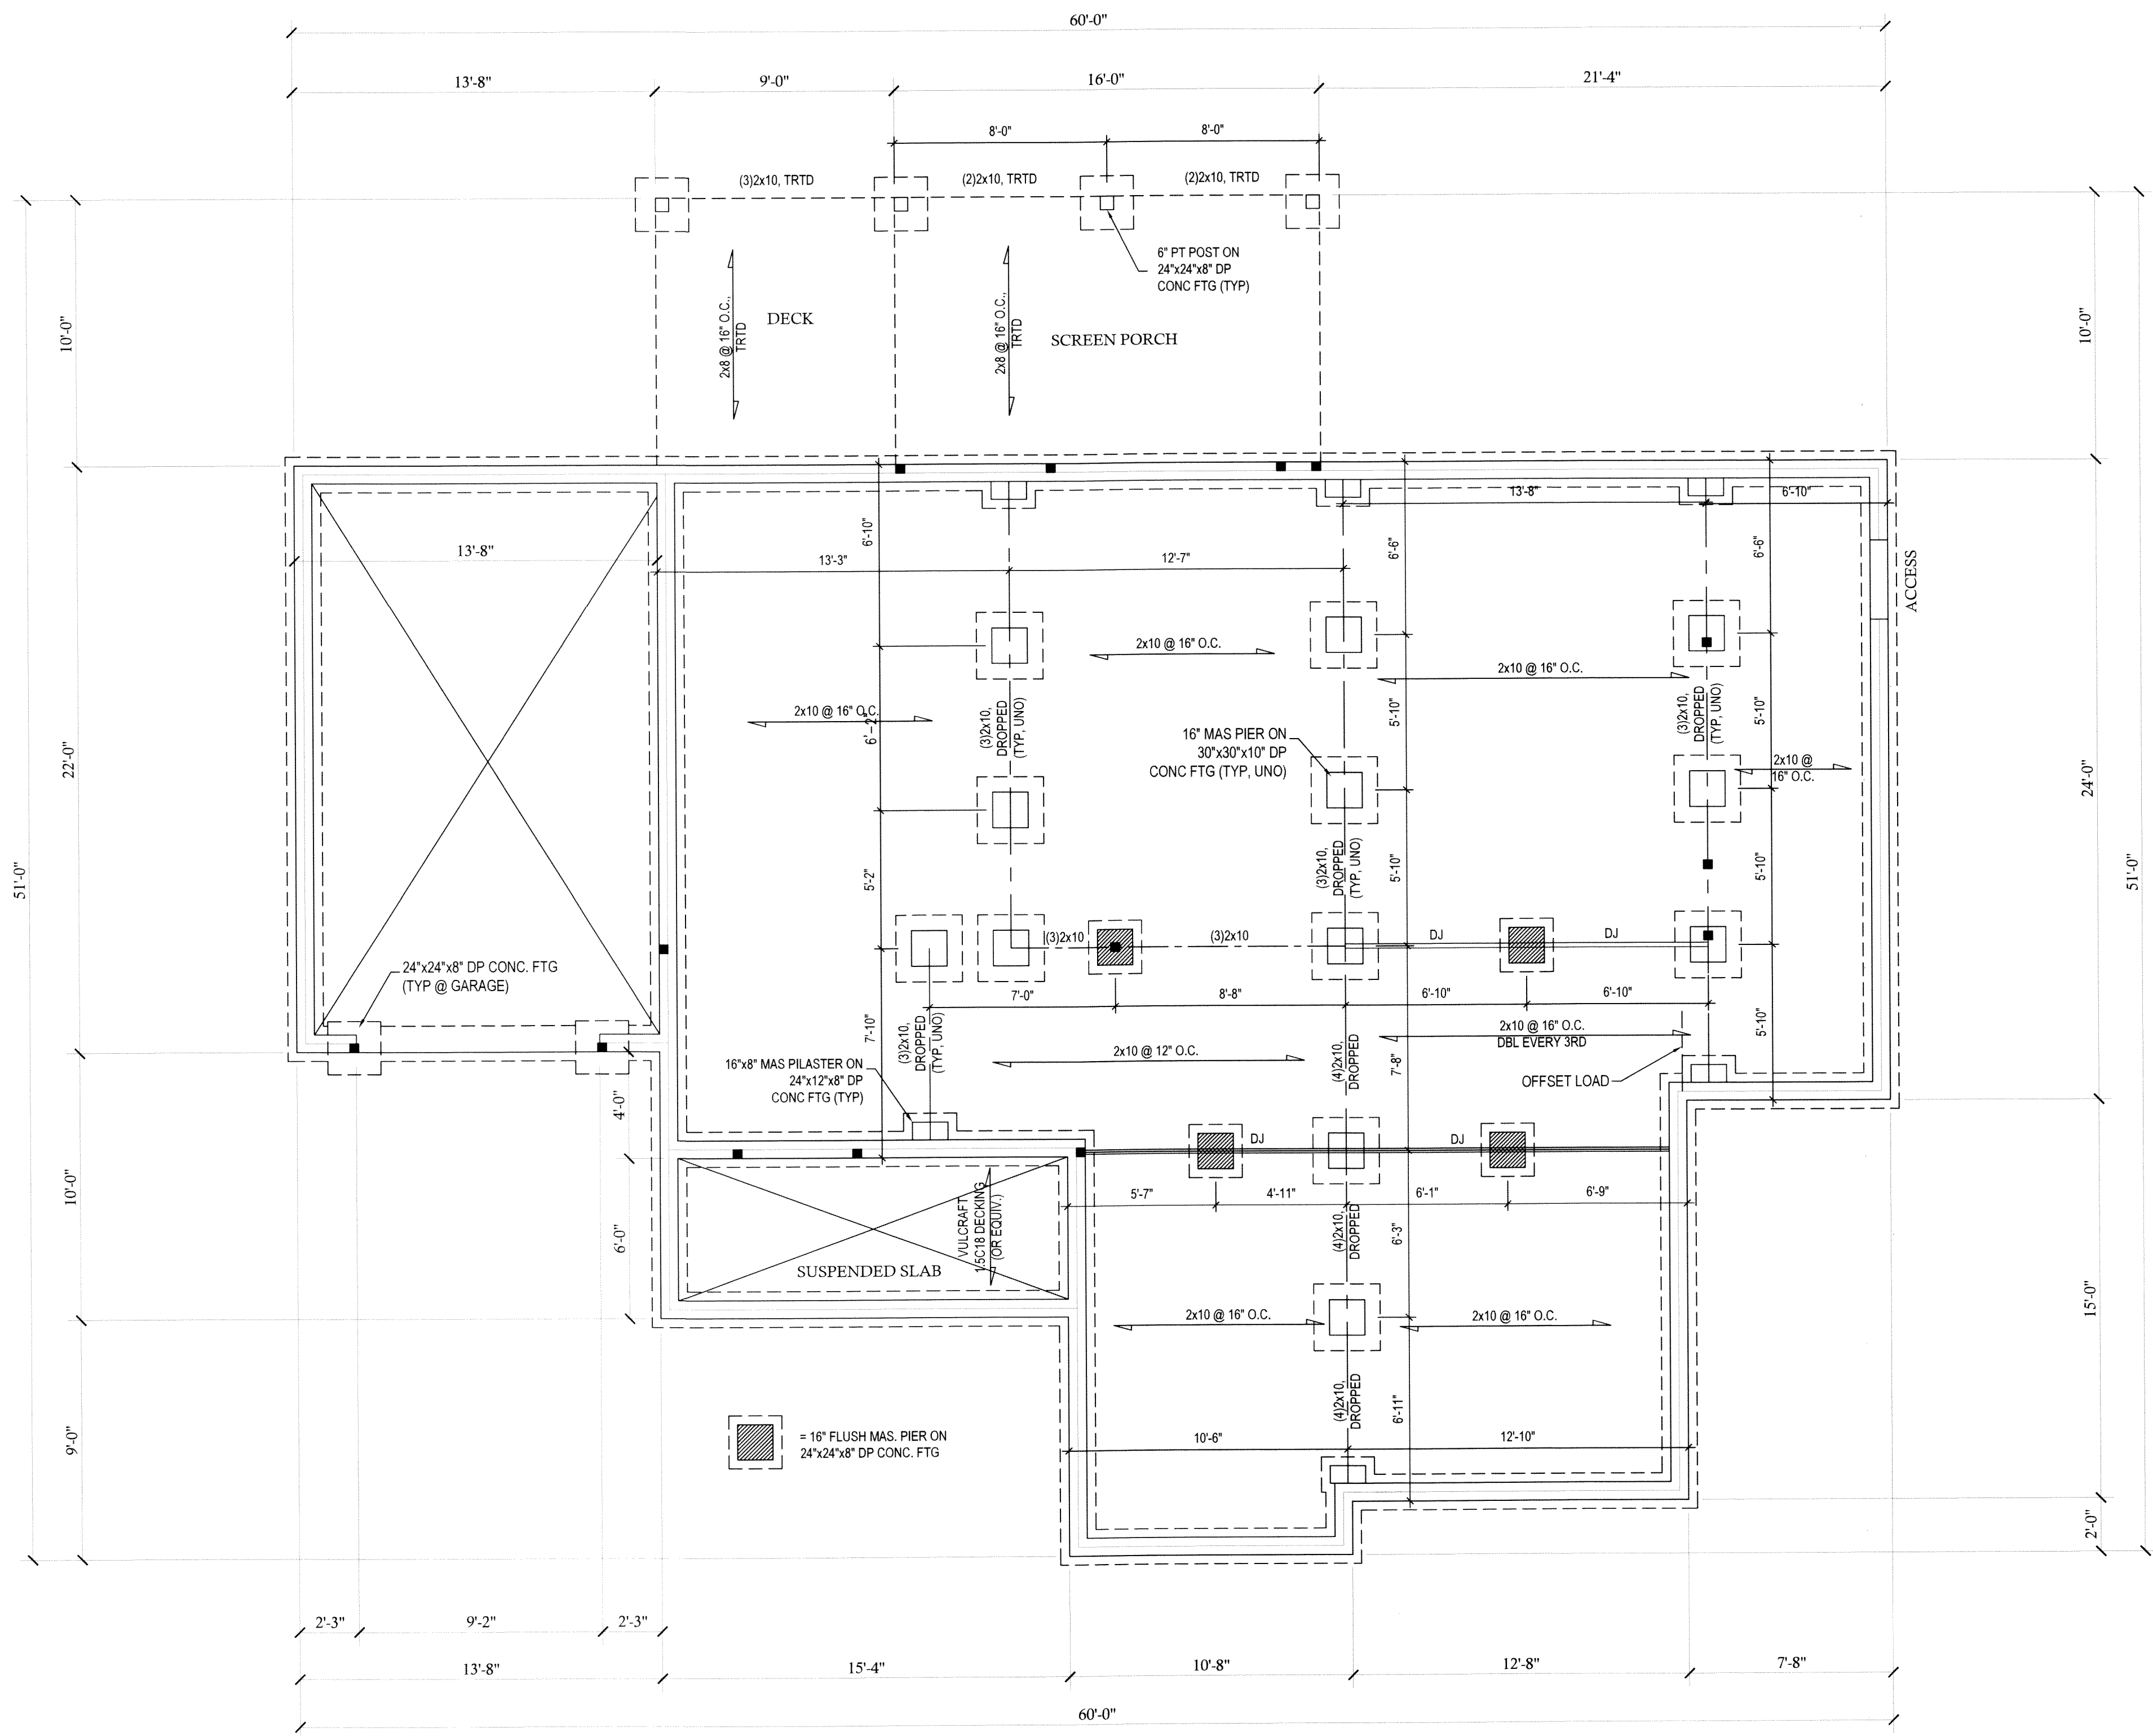 60'-0"
13'-8"
9'-0"
16'-0"
21'-4"
8'-0"
8'-0"
(3)2x10, TRTD
(2)2x10, TRTD
(2)2x10, TRTD
6" PT POST ON
24"x24"x8" DP
CONC FTG (TYP)
2x8 @ 16" O.C.,
TRTD
DECK
2x8 @ 16" O.C.,
TRTD
SCREEN PORCH
10'-0"
10'-0"
13'-8"
6'-10"
6'-10"
6'-6"
6'-6"
13'-8"
13'-3"
12'-7"
ACCESS
2x10 @ 16" O.C.
2x10 @ 16" O.C.
2x10 @ 16" O.C.
6'-2"
(3)2x10,
DROPPED
(TYP, UNO)
5'-10"
(3)2x10,
DROPPED
(TYP, UNO)
5'-10"
16" MAS PIER ON
30"x30"x10" DP
CONC FTG (TYP, UNO)
2x10 @
16" O.C.
22'-0"
24'-0"
51'-0"
51'-0"
5'-2"
(3)2x10,
DROPPED
(TYP, UNO)
5'-10"
5'-10"
(3)2x10
(3)2x10
DJ
DJ
24"x24"x8" DP CONC. FTG
(TYP @ GARAGE)
7'-0"
8'-8"
6'-10"
6'-10"
7'-10"
(3)2x10,
DROPPED
(TYP, UNO)
2x10 @ 12" O.C.
(4)2x10,
DROPPED
7'-8"
2x10 @ 16" O.C.
DBL EVERY 3RD
5'-10"
OFFSET LOAD
16"x8" MAS PILASTER ON
24"x12"x8" DP
CONC FTG (TYP)
4'-0"
DJ
DJ
10'-0"
6'-0"
5'-7"
4'-11"
6'-1"
6'-9"
VULCRAFT
1.5C18 DECKING
(OR EQUIV.)
SUSPENDED SLAB
(4)2x10,
DROPPED
6'-3"
15'-0"
2x10 @ 16" O.C.
2x10 @ 16" O.C.
(4)2x10,
DROPPED
6'-11"
9'-0"
= 16" FLUSH MAS. PIER ON
24"x24"x8" DP CONC. FTG
10'-6"
12'-10"
2'-0"
2'-3"
9'-2"
2'-3"
13'-8"
15'-4"
10'-8"
12'-8"
7'-8"
60'-0"